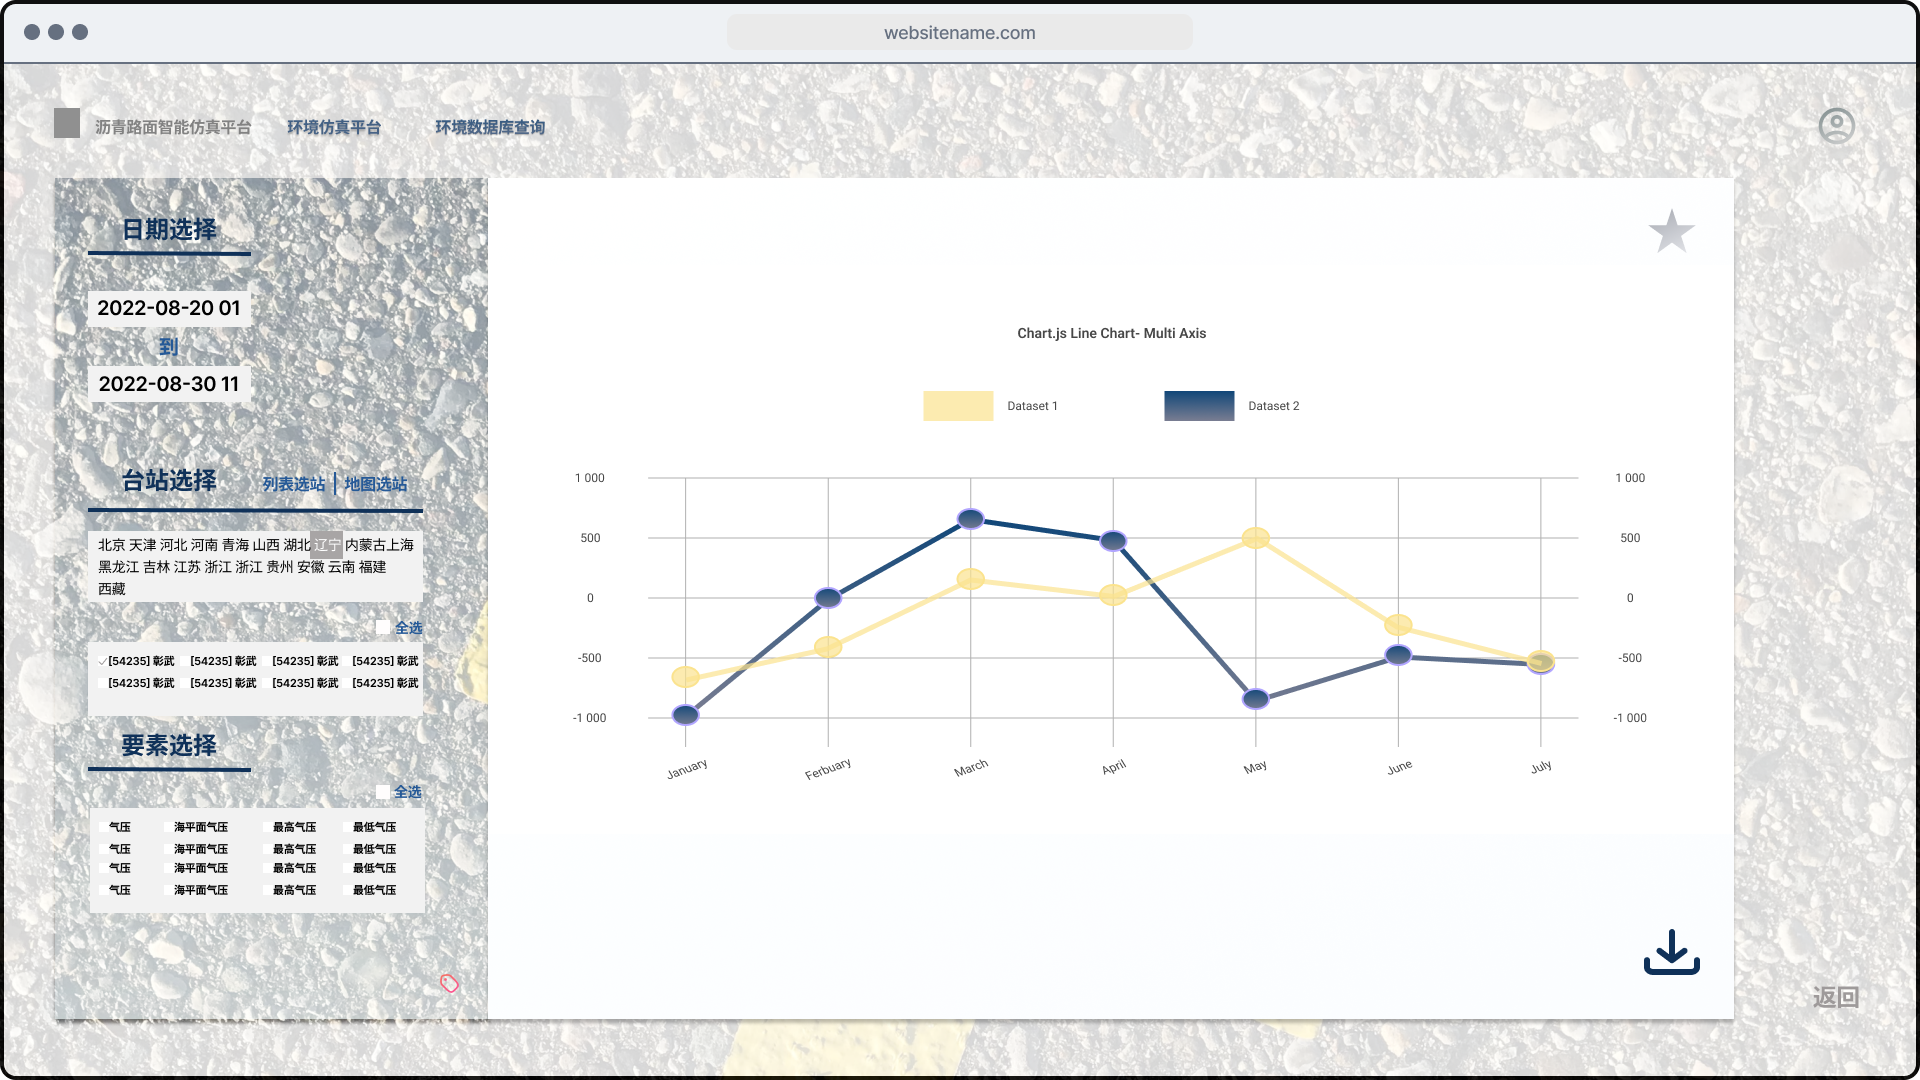 websitename.com
沥青路面智能仿真平台 环境仿真平台 环境数据库查询
日期选择
2022-08-20 01
到
2022-08-30 11
台站选择 列表选站 | 地图选站
北京 天津 河北 河南 青海 山西 湖北 辽宁 内蒙古上海
黑龙江 吉林 江苏 浙江 浙江 贵州 安徽 云南 福建
西藏
全选
[54235] 彰武 [54235] 彰武 [54235] 彰武 [54235] 彰武
[54235] 彰武 [54235] 彰武 [54235] 彰武 [54235] 彰武
要素选择
全选
气压 海平面气压 最高气压 最低气压
气压 海平面气压 最高气压 最低气压
气压 海平面气压 最高气压 最低气压
气压 海平面气压 最高气压 最低气压
Chart.js Line Chart- Multi Axis
Dataset 1 Dataset 2
1 000 1 000
500 500
0 0
-500 -500
-1 000 -1 000
January Ferbuary March April May June July
返回